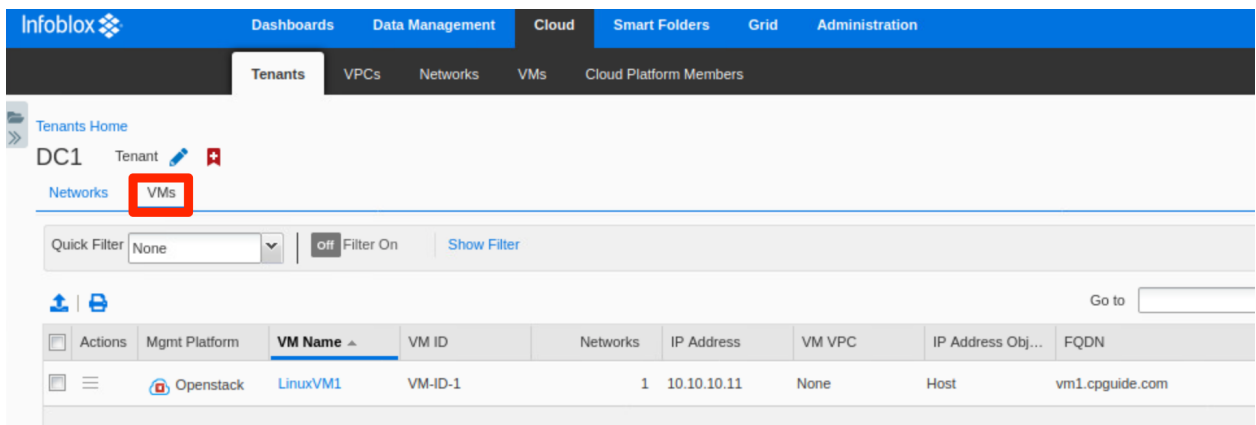 Infoblox Dashboards Data Management Cloud Smart Folders Grid Administration
Tenants VPCs Networks VMs Cloud Platform Members
Tenants Home
DC1 Tenant
Networks VMs
Quick Filter None Off Filter On Show Filter
Go to
Actions Mgmt Platform VM Name VM ID Networks IP Address VM VPC IP Address Obj... FQDN
Openstack LinuxVM1 VM-ID-1 1 10.10.10.11 None Host vm1.cpguide.com